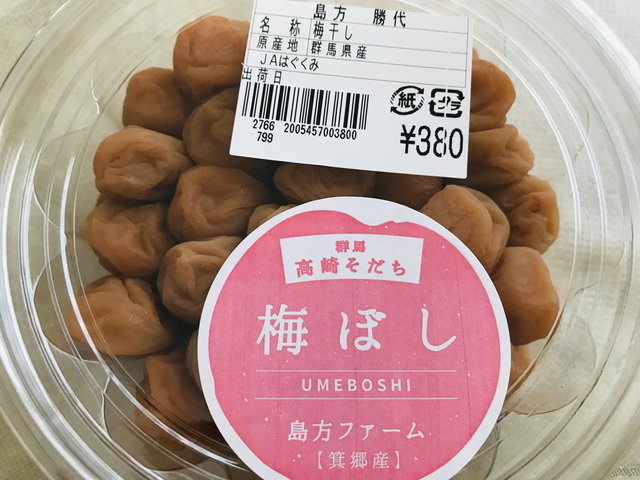 島方 勝代
名 称 梅干し
原産地 群馬県産
JAはぐくみ
出荷日
2766 2005457003800
799
紙 プラ
¥380
群馬
高崎そだち
梅ぼし
UMEBOSHI
島方ファーム
【箕郷産】